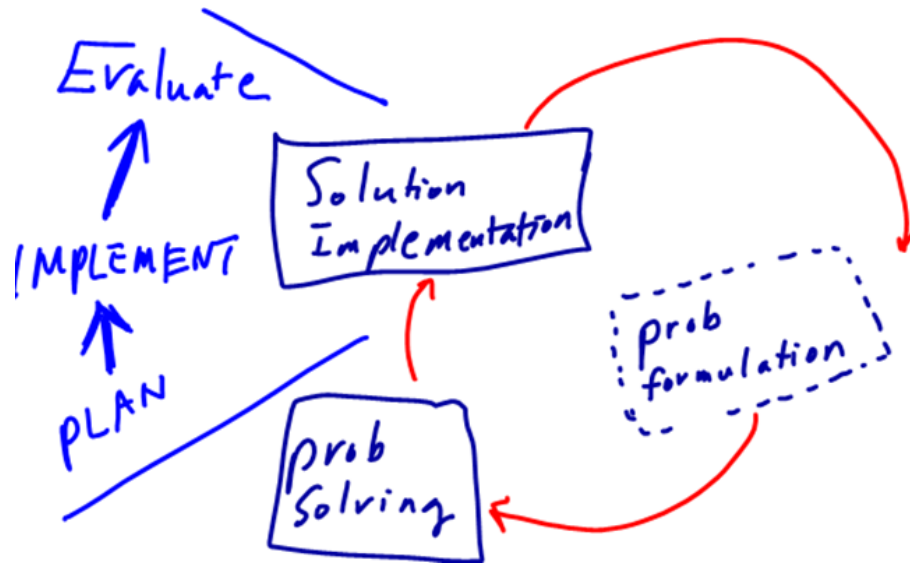 Evaluate
IMPLEMENT
PLAN
Solution
Implementation
prob
formulation
prob
Solving